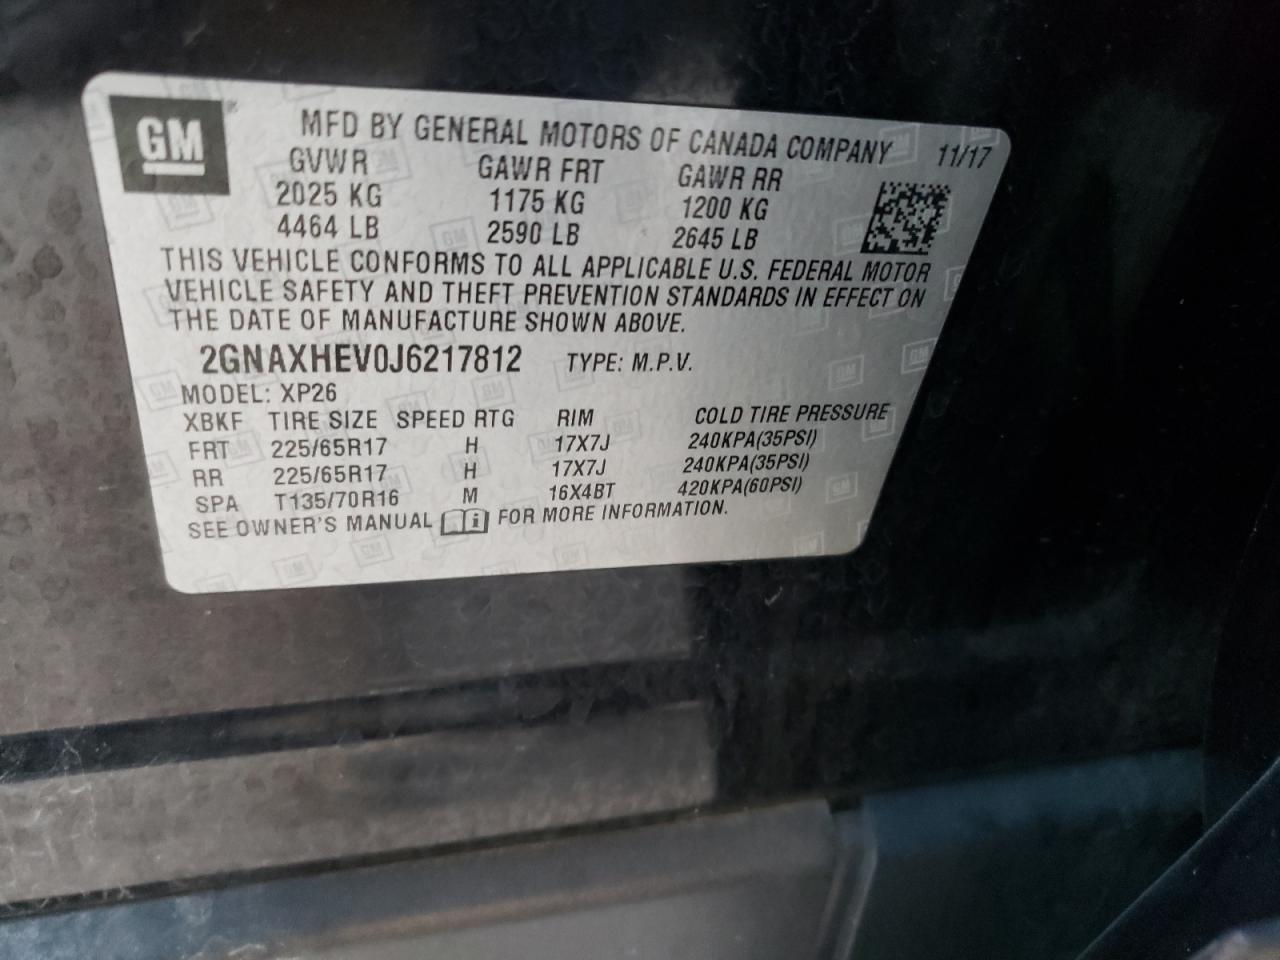 GM ®
MFD BY GENERAL MOTORS OF CANADA COMPANY 11/17
GVWR GAWR FRT GAWR RR
2025 KG 1175 KG 1200 KG
4464 LB 2590 LB 2645 LB
THIS VEHICLE CONFORMS TO ALL APPLICABLE U.S. FEDERAL MOTOR
VEHICLE SAFETY AND THEFT PREVENTION STANDARDS IN EFFECT ON
THE DATE OF MANUFACTURE SHOWN ABOVE.
2GNAXHEV0J6217812 TYPE: M.P.V.
MODEL: XP26
XBKF TIRE SIZE SPEED RTG RIM COLD TIRE PRESSURE
FRT 225/65R17 H 17X7J 240KPA(35PSI)
RR 225/65R17 H 17X7J 240KPA(35PSI)
SPA T135/70R16 M 16X4BT 420KPA(60PSI)
SEE OWNER'S MANUAL i FOR MORE INFORMATION.